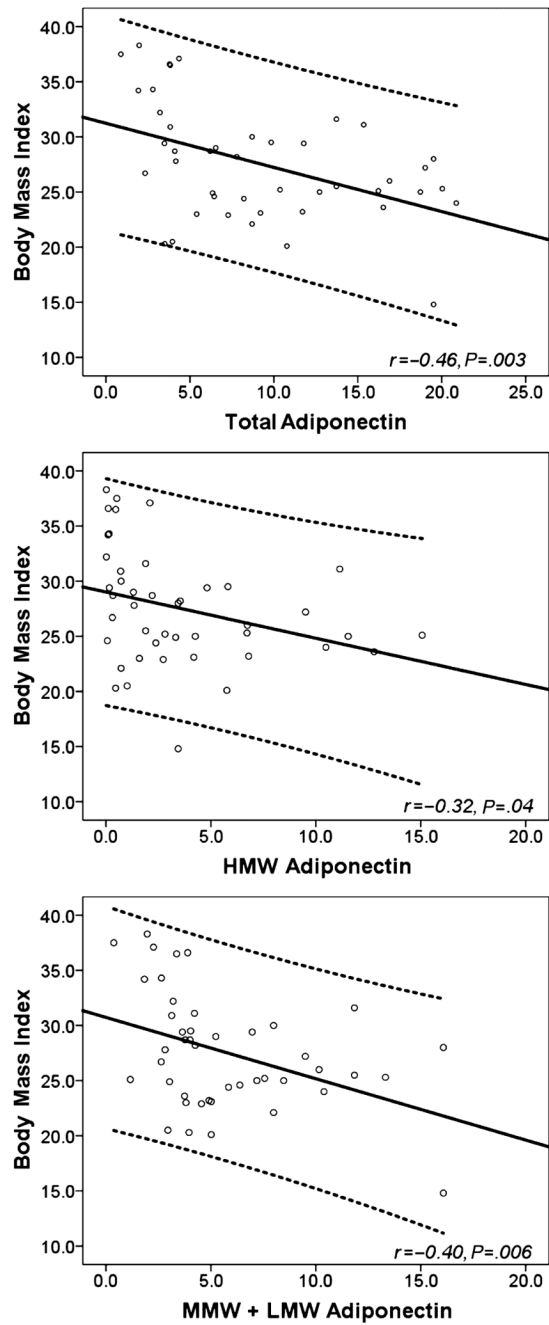 40.0
35.0
30.0
25.0
20.0
15.0
10.0
Body Mass Index
r=−0.46, P=.003
0.0 5.0 10.0 15.0 20.0 25.0
Total Adiponectin
40.0
35.0
30.0
25.0
20.0
15.0
10.0
Body Mass Index
r=−0.32, P=.04
0.0 5.0 10.0 15.0 20.0
HMW Adiponectin
40.0
35.0
30.0
25.0
20.0
15.0
10.0
Body Mass Index
r=−0.40, P=.006
0.0 5.0 10.0 15.0 20.0
MMW + LMW Adiponectin